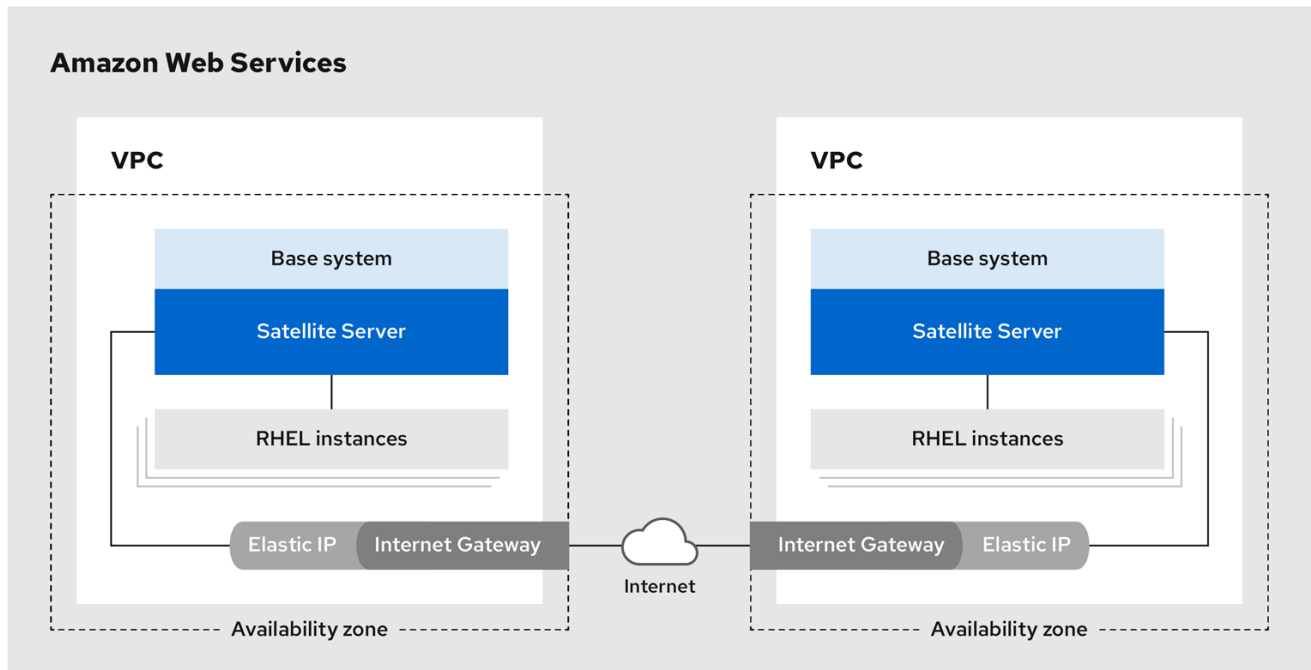 Amazon Web Services
VPC
Base system
Satellite Server
RHEL instances
Elastic IP
Internet Gateway
Availability zone
Internet
VPC
Base system
Satellite Server
RHEL instances
Internet Gateway
Elastic IP
Availability zone